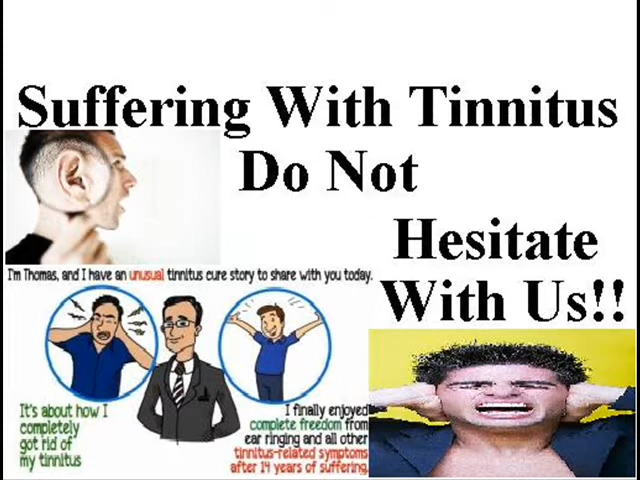 Suffering With Tinnitus
Do Not
Hesitate
With Us!!
I'm Thomas, and I have an unusual tinnitus cure story to share with you today.
It's about how I
completely
got rid of
my tinnitus
I finally enjoyed
complete freedom from
ear ringing and all other
tinnitus-related symptoms
after 14 years of suffering.